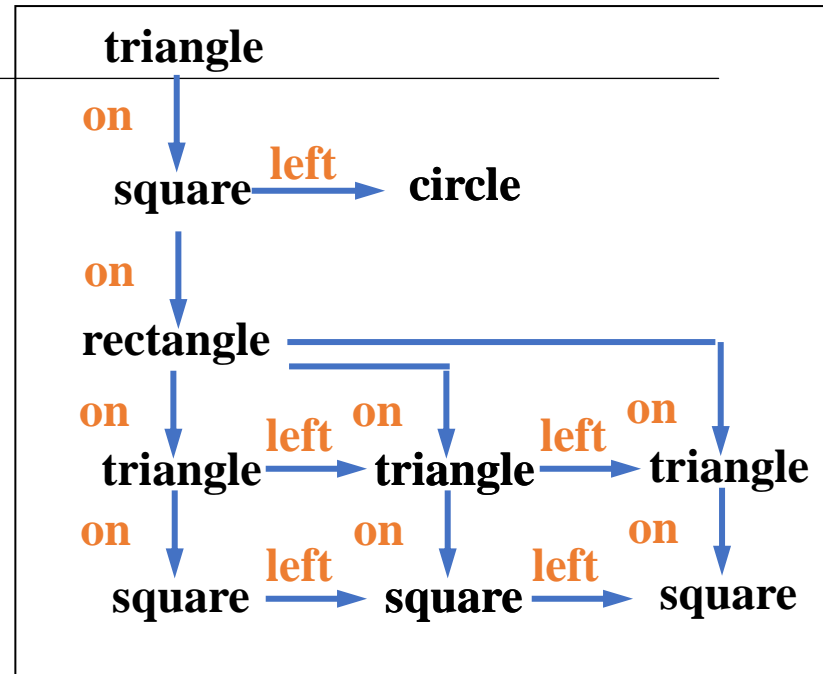 triangle
on
left
square circle
on
rectangle
on on on
left left
triangle triangle triangle
on on on
left left
square square square